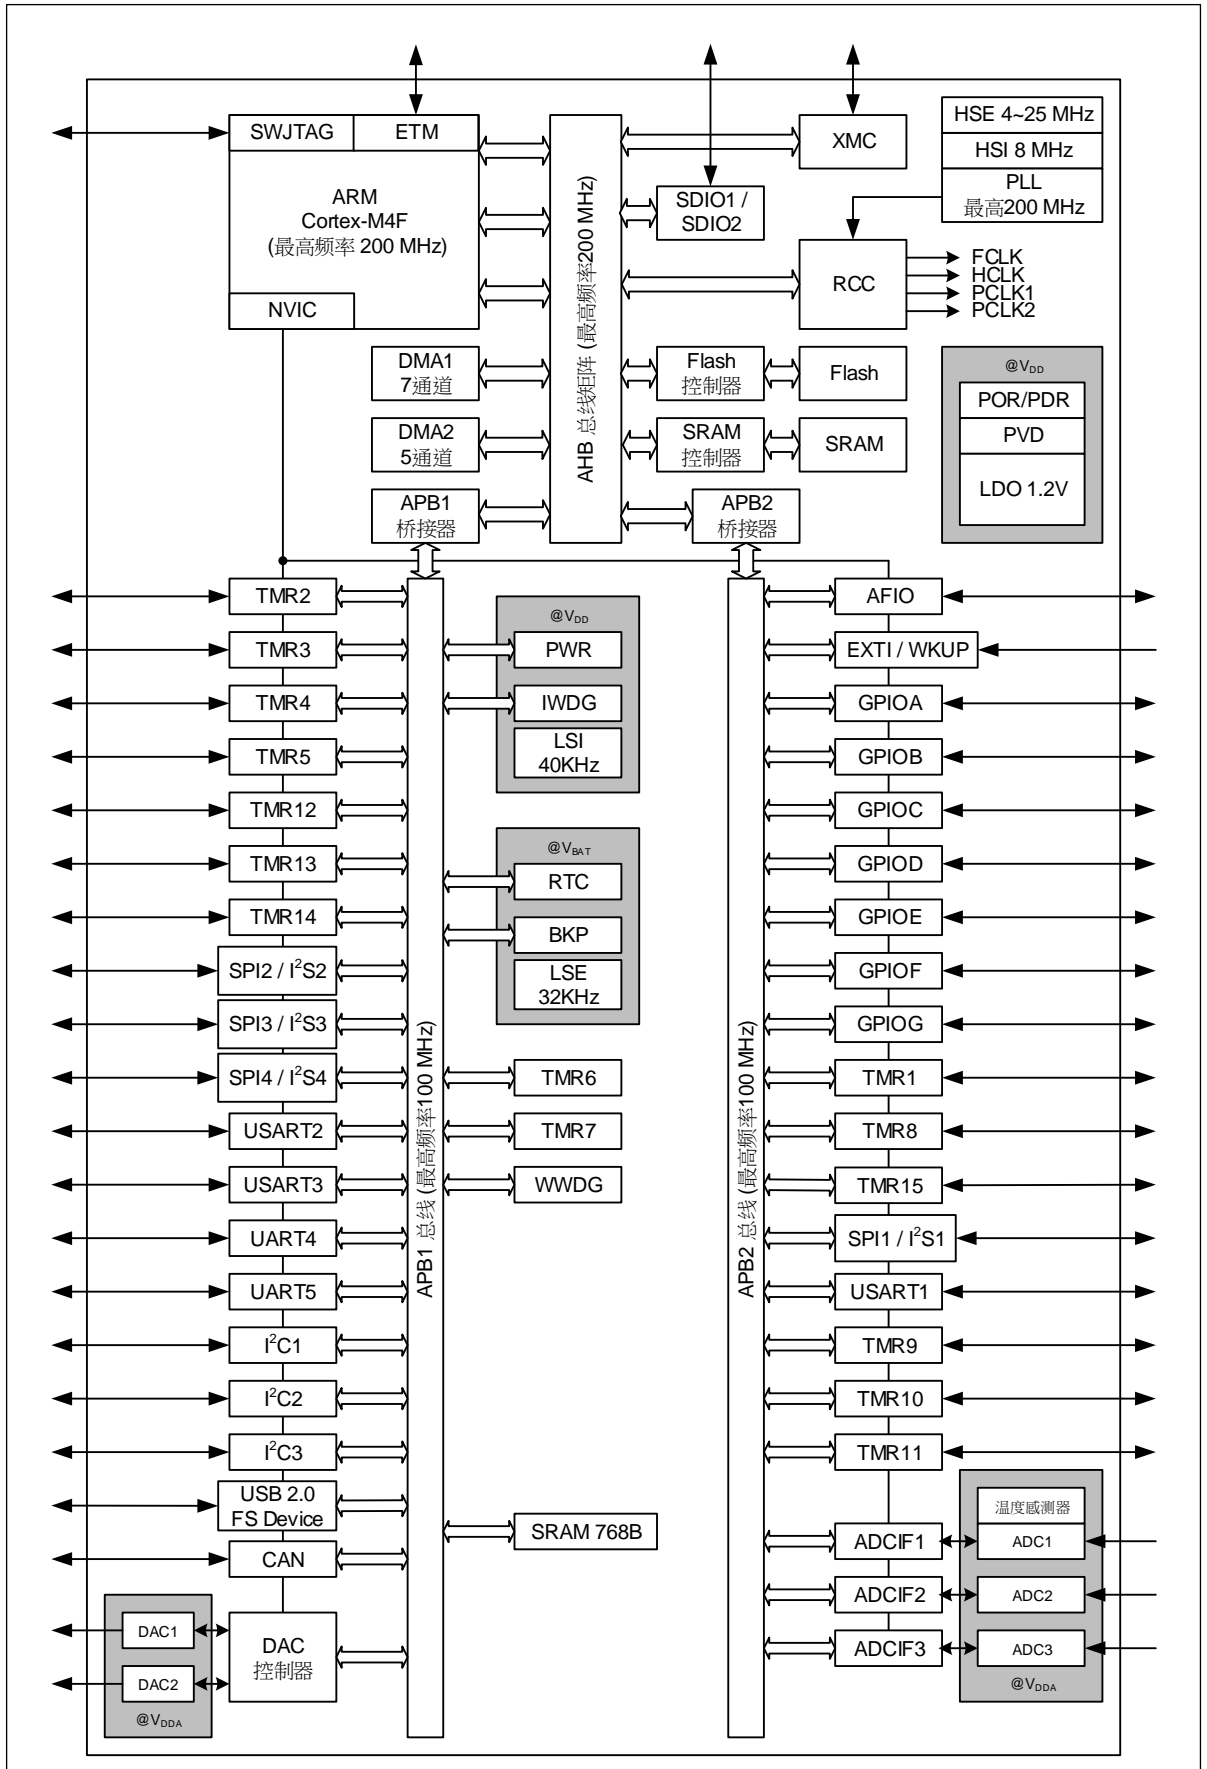 SWJTAG
ETM
ARM
Cortex-M4F
(最高频率 200 MHz)
NVIC
AHB 总线矩阵 (最高频率200 MHz)
XMC
SDIO1 /
SDIO2
HSE 4~25 MHz
HSI 8 MHz
PLL
最高200 MHz
RCC
FCLK
HCLK
PCLK1
PCLK2
DMA1
7通道
DMA2
5通道
Flash
控制器
Flash
SRAM
控制器
SRAM
@VDD
POR/PDR
PVD
LDO 1.2V
APB1
桥接器
APB2
桥接器
TMR2
TMR3
TMR4
TMR5
TMR12
TMR13
TMR14
SPI2 / I²S2
SPI3 / I²S3
SPI4 / I²S4
USART2
USART3
UART4
UART5
I²C1
I²C2
I²C3
USB 2.0
FS Device
CAN
DAC1
DAC2
@VDDA
DAC
控制器
APB1 总线 (最高频率100 MHz)
@VDD
PWR
IWDG
LSI
40KHz
@VBAT
RTC
BKP
LSE
32KHz
TMR6
TMR7
WWDG
SRAM 768B
APB2 总线 (最高频率100 MHz)
AFIO
EXTI / WKUP
GPIOA
GPIOB
GPIOC
GPIOD
GPIOE
GPIOF
GPIOG
TMR1
TMR8
TMR15
SPI1 / I²S1
USART1
TMR9
TMR10
TMR11
ADCIF1
ADCIF2
ADCIF3
温度感测器
ADC1
ADC2
ADC3
@VDDA